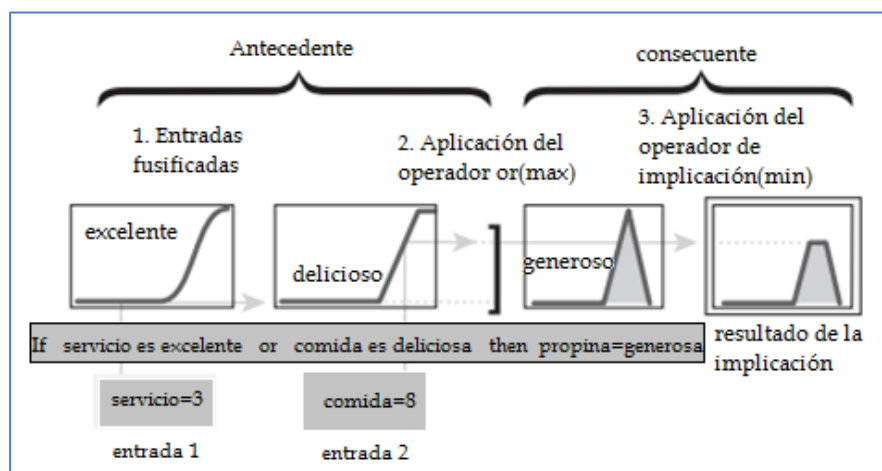 Antecedente
consecuente
1. Entradas
fusificadas
2. Aplicación del
operador or(max)
3. Aplicación del
operador de
implicación(min)
excelente
delicioso
generoso
If servicio es excelente or comida es deliciosa then propina=generosa
resultado de la
implicación
servicio=3
comida=8
entrada 1
entrada 2